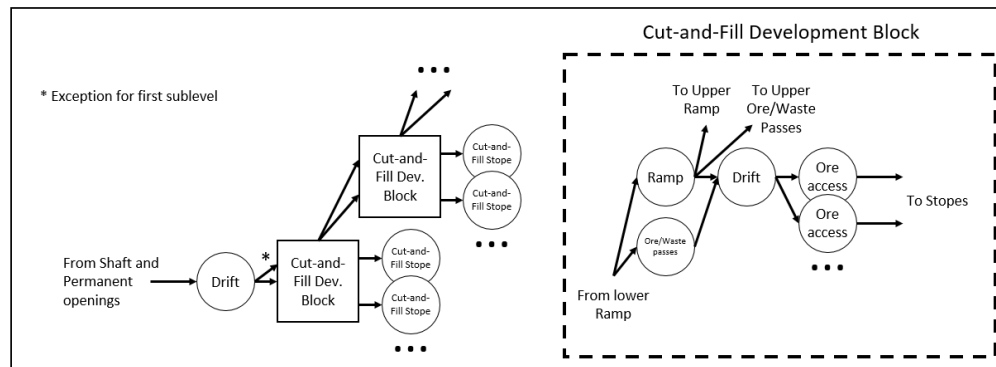 Cut-and-Fill Development Block
* Exception for first sublevel
From Shaft and
Permanent
openings
Drift
*
Cut-and-
Fill Dev.
Block
Cut-and-
Fill Stope
Cut-and-
Fill Stope
Cut-and-
Fill Dev.
Block
Cut-and-
Fill Stope
Cut-and-
Fill Stope
To Upper
Ramp
To Upper
Ore/Waste
Passes
Ramp
Ore/Waste
passes
From lower
Ramp
Drift
Ore
access
Ore
access
To Stopes